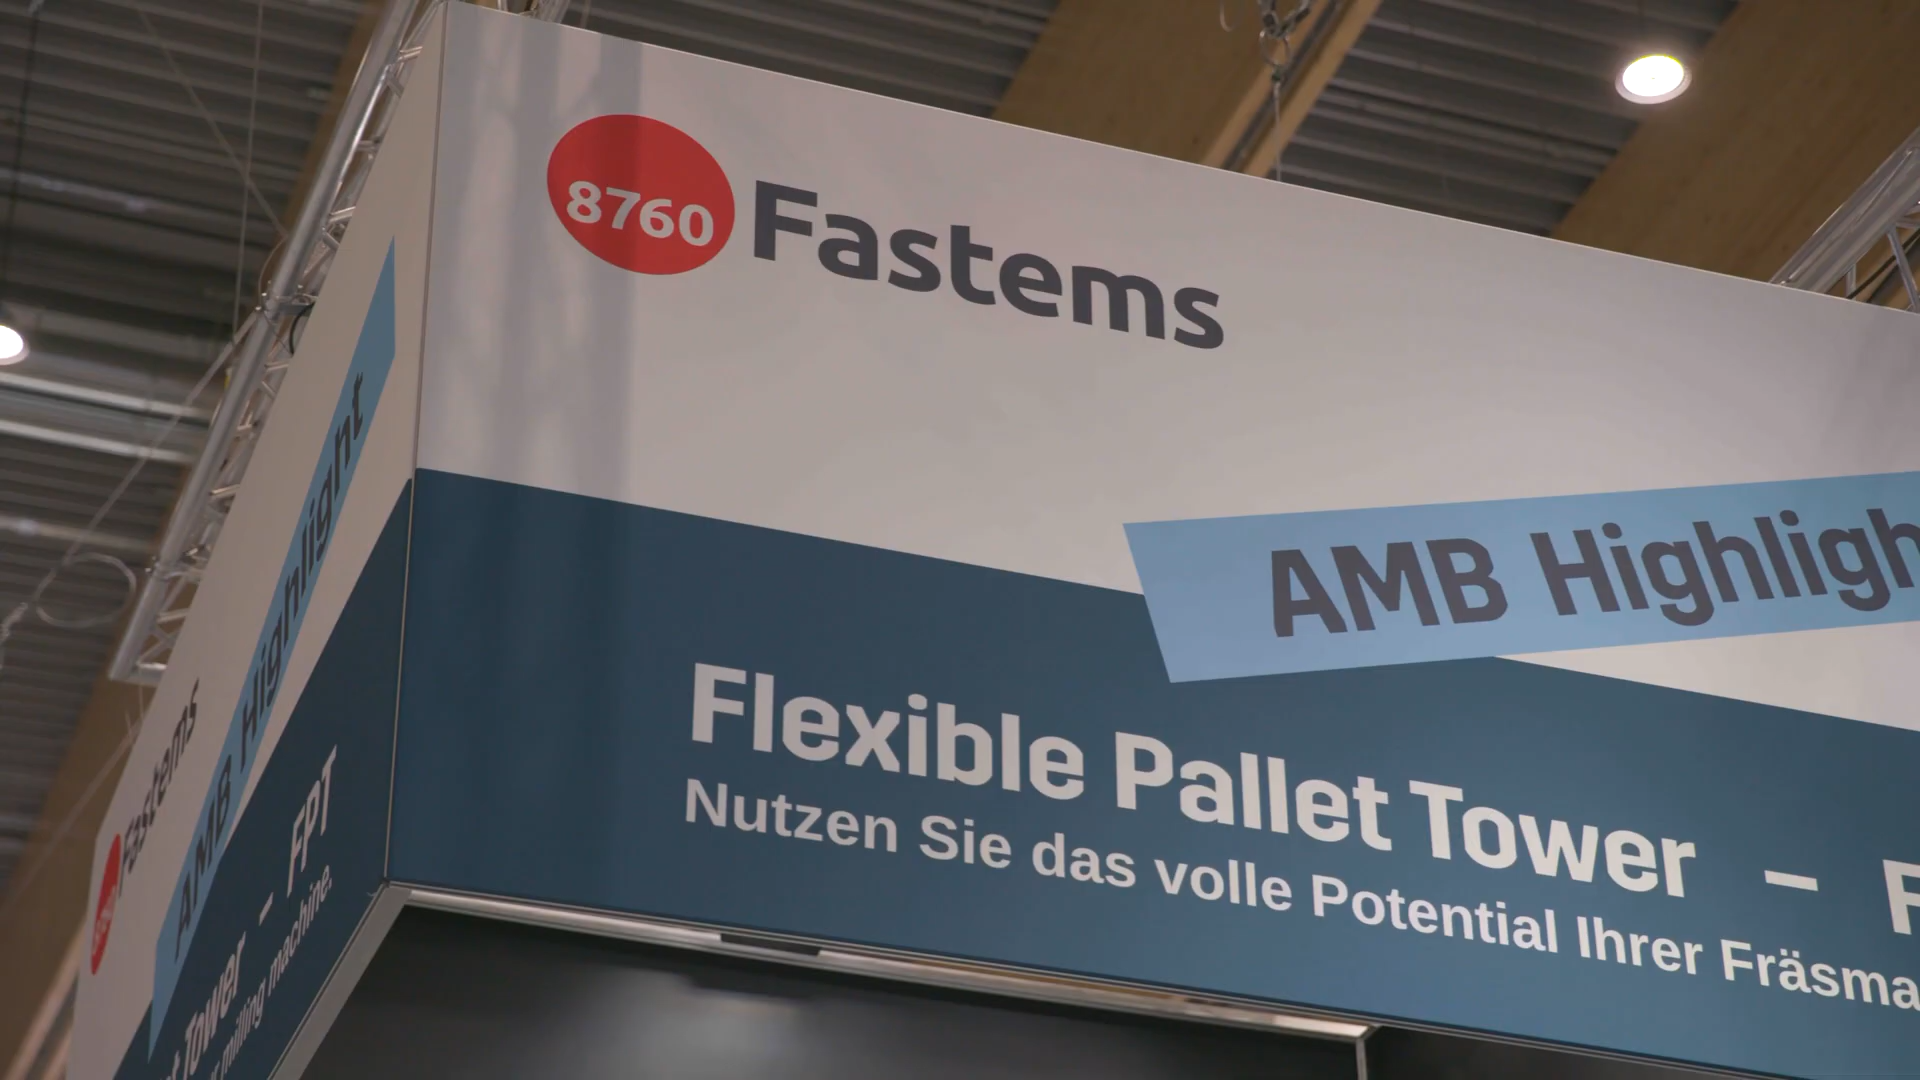 8760 Fastems
AMB Highligh
Flexible Pallet Tower – F
Nutzen Sie das volle Potential Ihrer Fräsma
Fastems
AMB Highlight
Tower – FPT
milling machine.